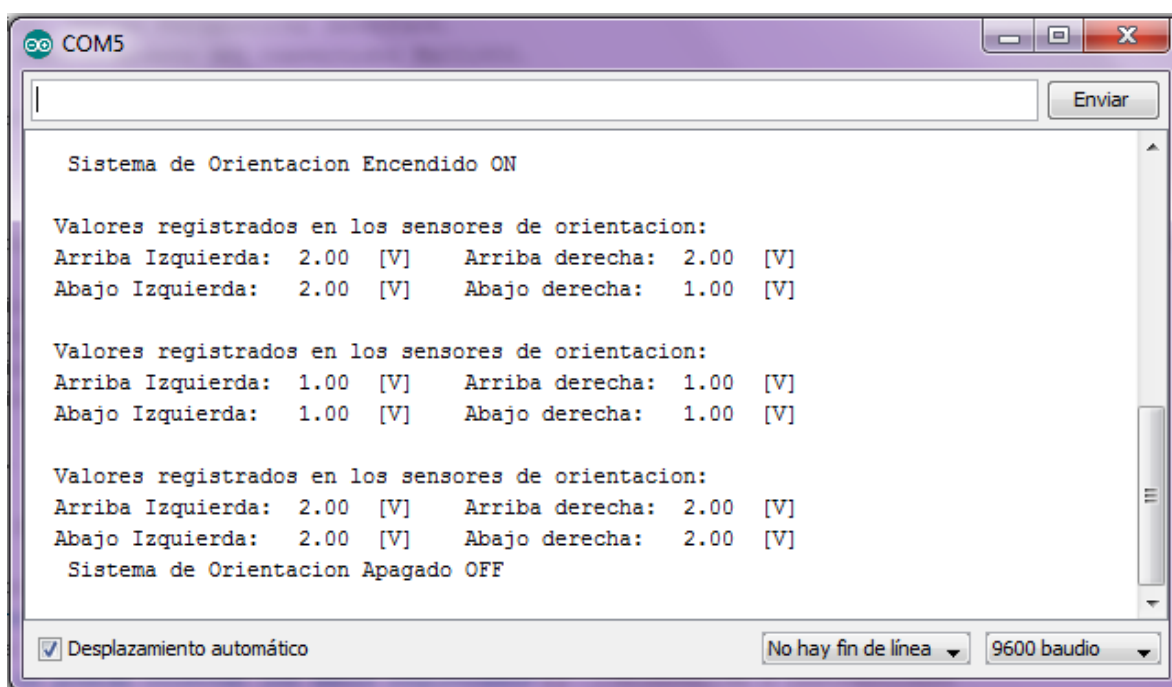 COM5
Enviar
Sistema de Orientacion Encendido ON
Valores registrados en los sensores de orientacion:
Arriba Izquierda: 2.00 [V] Arriba derecha: 2.00 [V]
Abajo Izquierda: 2.00 [V] Abajo derecha: 1.00 [V]
Valores registrados en los sensores de orientacion:
Arriba Izquierda: 1.00 [V] Arriba derecha: 1.00 [V]
Abajo Izquierda: 1.00 [V] Abajo derecha: 1.00 [V]
Valores registrados en los sensores de orientacion:
Arriba Izquierda: 2.00 [V] Arriba derecha: 2.00 [V]
Abajo Izquierda: 2.00 [V] Abajo derecha: 2.00 [V]
Sistema de Orientacion Apagado OFF
Desplazamiento automático No hay fin de línea 9600 baudio